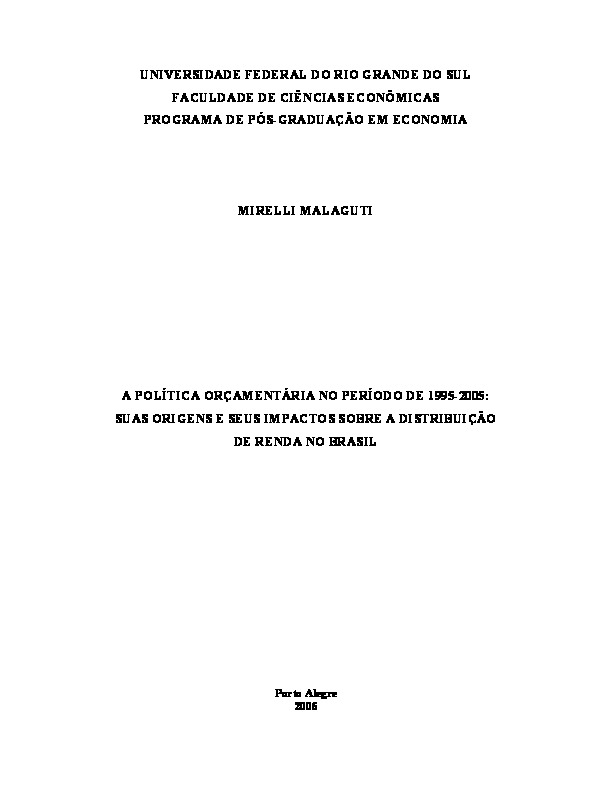 UNIVERSIDADE FEDERAL DO RIO GRANDE DO SUL
FACULDADE DE CIÊNCIAS ECONÔMICAS
PROGRAMA DE PÓS-GRADUAÇÃO EM ECONOMIA
MIRELLI MALAGUTI
A POLÍTICA ORÇAMENTÁRIA NO PERÍODO DE 1995-2005:
SUAS ORIGENS E SEUS IMPACTOS SOBRE A DISTRIBUIÇÃO
DE RENDA NO BRASIL
Porto Alegre
2006